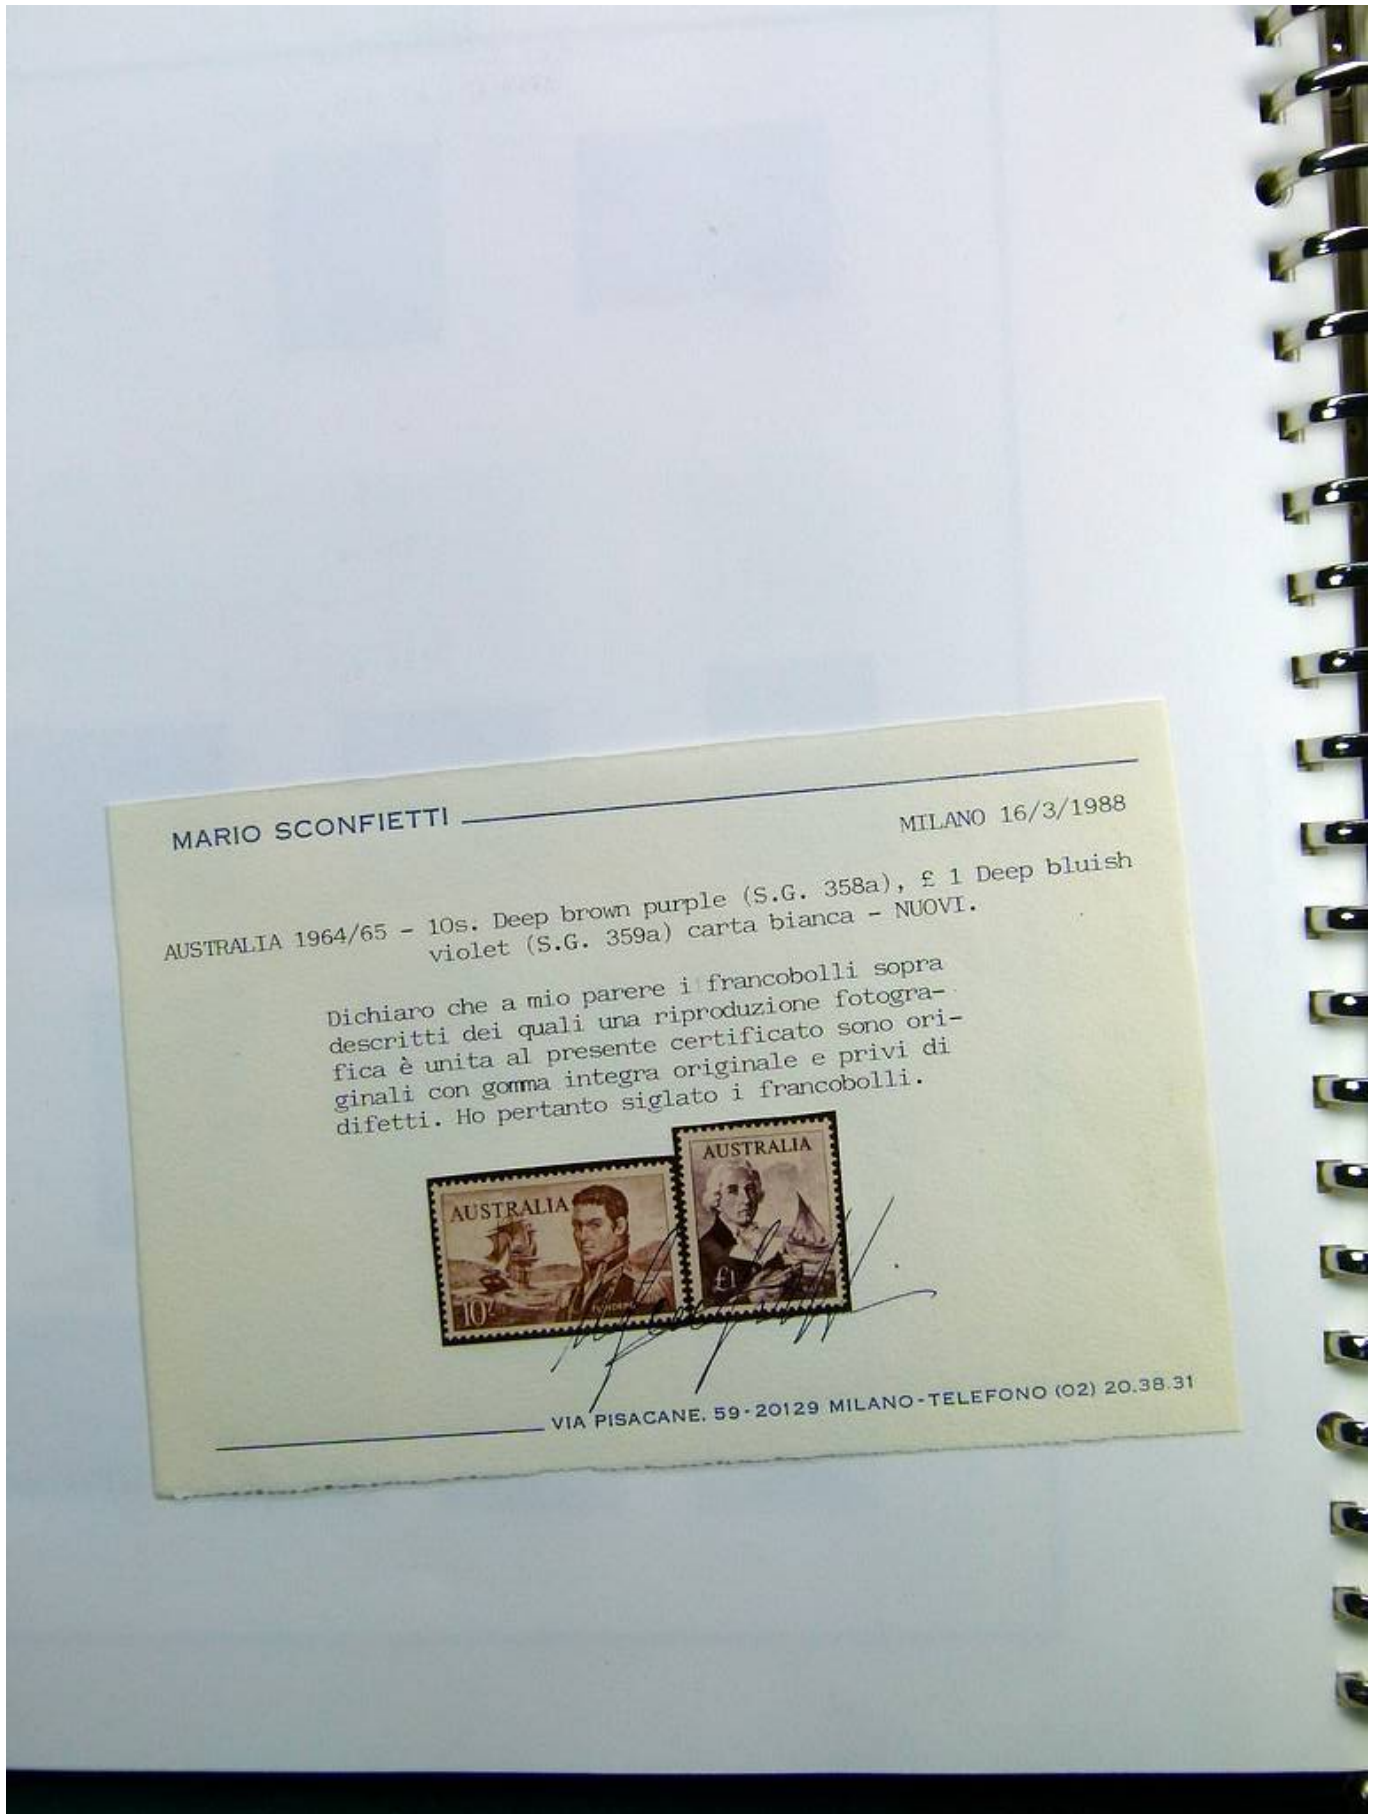 MARIO SCONFIETTI
MILANO 16/3/1988
AUSTRALIA 1964/65 - 10s. Deep brown purple (S.G. 358a), £ 1 Deep bluish
violet (S.G. 359a) carta bianca - NUOVI.
Dichiaro che a mio parere i francobolli sopra
descritti dei quali una riproduzione fotogra-
fica è unita al presente certificato sono ori-
ginali con gomma integra originale e privi di
difetti. Ho pertanto siglato i francobolli.
AUSTRALIA
10/-
AUSTRALIA
£1
VIA PISACANE, 59-20129 MILANO-TELEFONO (02) 20.38.31